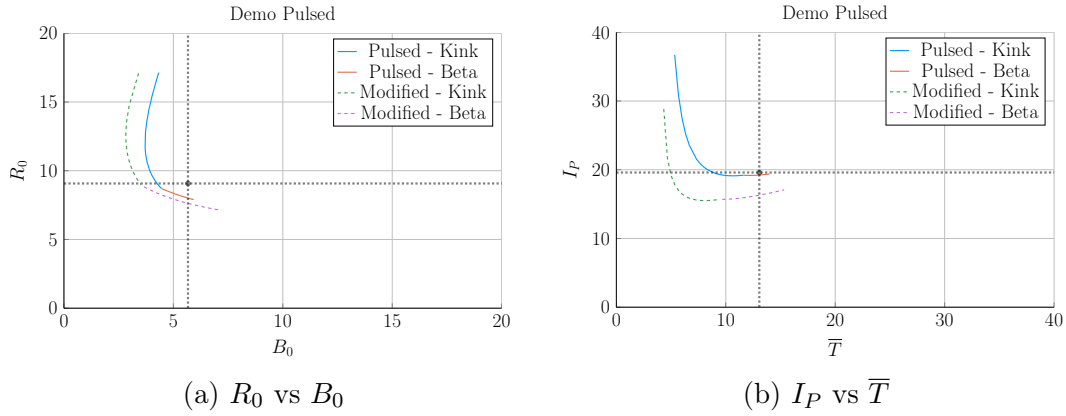 Demo Pulsed
20
15
10
5
0
R₀
0
5
10
15
20
B₀
Pulsed - Kink
Pulsed - Beta
Modified - Kink
Modified - Beta
(a) R₀ vs B₀
Demo Pulsed
40
30
20
10
0
I_P
0
10
20
30
40
T̅
Pulsed - Kink
Pulsed - Beta
Modified - Kink
Modified - Beta
(b) I_P vs T̅